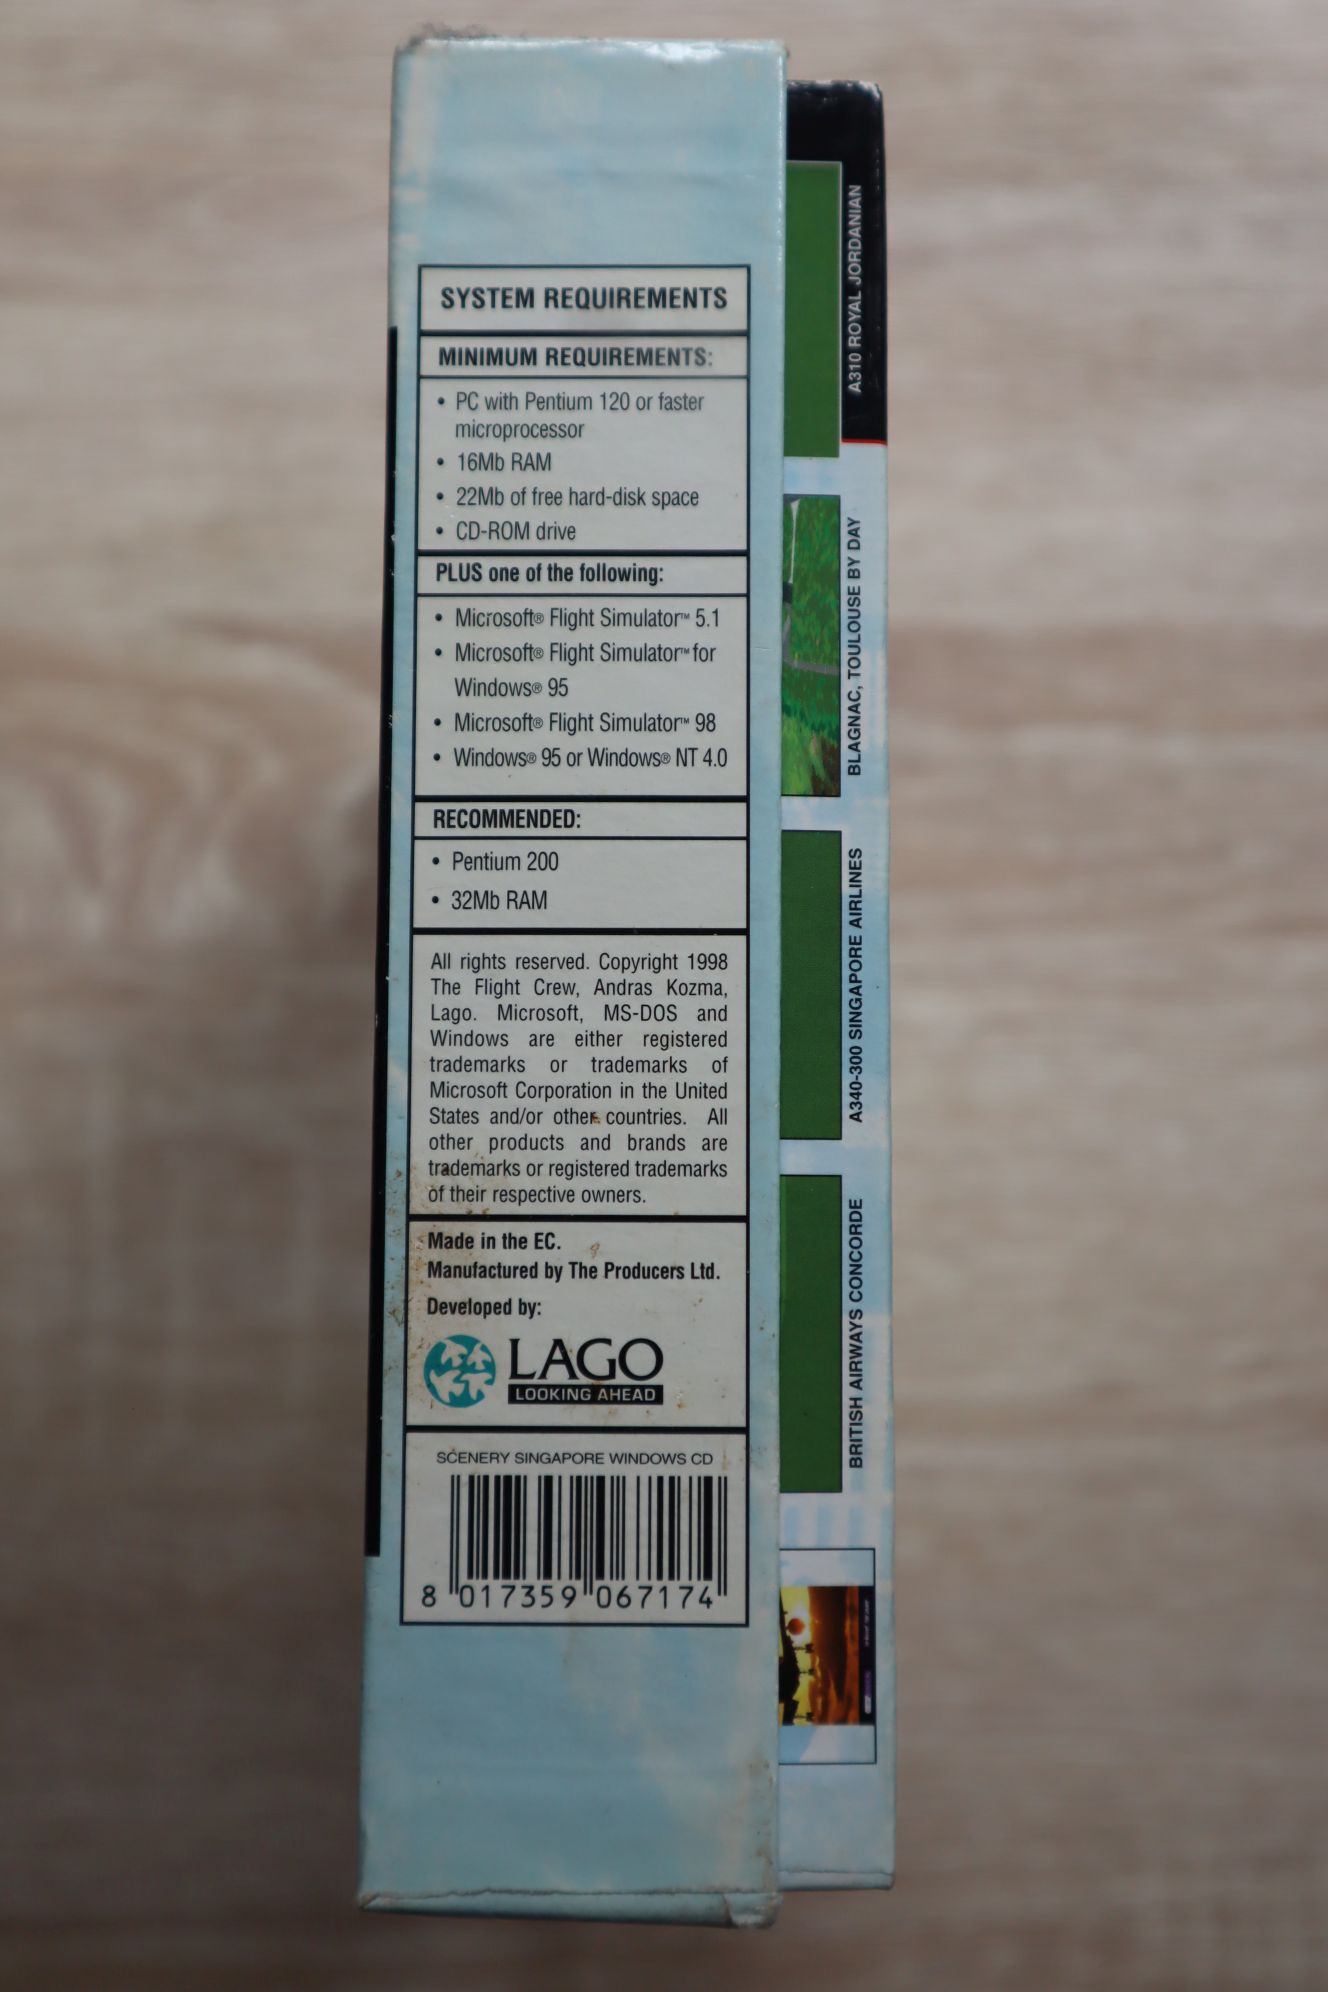 SYSTEM REQUIREMENTS
MINIMUM REQUIREMENTS:
• PC with Pentium 120 or faster
microprocessor
• 16Mb RAM
• 22Mb of free hard-disk space
• CD-ROM drive
PLUS one of the following:
• Microsoft® Flight Simulator™ 5.1
• Microsoft® Flight Simulator™ for
Windows® 95
• Microsoft® Flight Simulator™ 98
• Windows® 95 or Windows® NT 4.0
RECOMMENDED:
• Pentium 200
• 32Mb RAM
All rights reserved. Copyright 1998
The Flight Crew, Andras Kozma,
Lago. Microsoft, MS-DOS and
Windows are either registered
trademarks or trademarks of
Microsoft Corporation in the United
States and/or other countries. All
other products and brands are
trademarks or registered trademarks
of their respective owners.
Made in the EC.
Manufactured by The Producers Ltd.
Developed by:
LAGO
LOOKING AHEAD
SCENERY SINGAPORE WINDOWS CD
8 017359 067174
A310 ROYAL JORDANIAN
BLAGNAC, TOULOUSE BY DAY
A340-300 SINGAPORE AIRLINES
BRITISH AIRWAYS CONCORDE